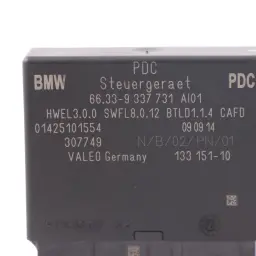 PDC
BMW Steuergeraet PDC
66.33-9 337 731 AI01
HWEL3.0.0 SWFL8.0.12 BTLD1.1.4 CAFD
01425101554 09 09 14
307749 N/B/02/PN/01
VALEO Germany 133 151-10